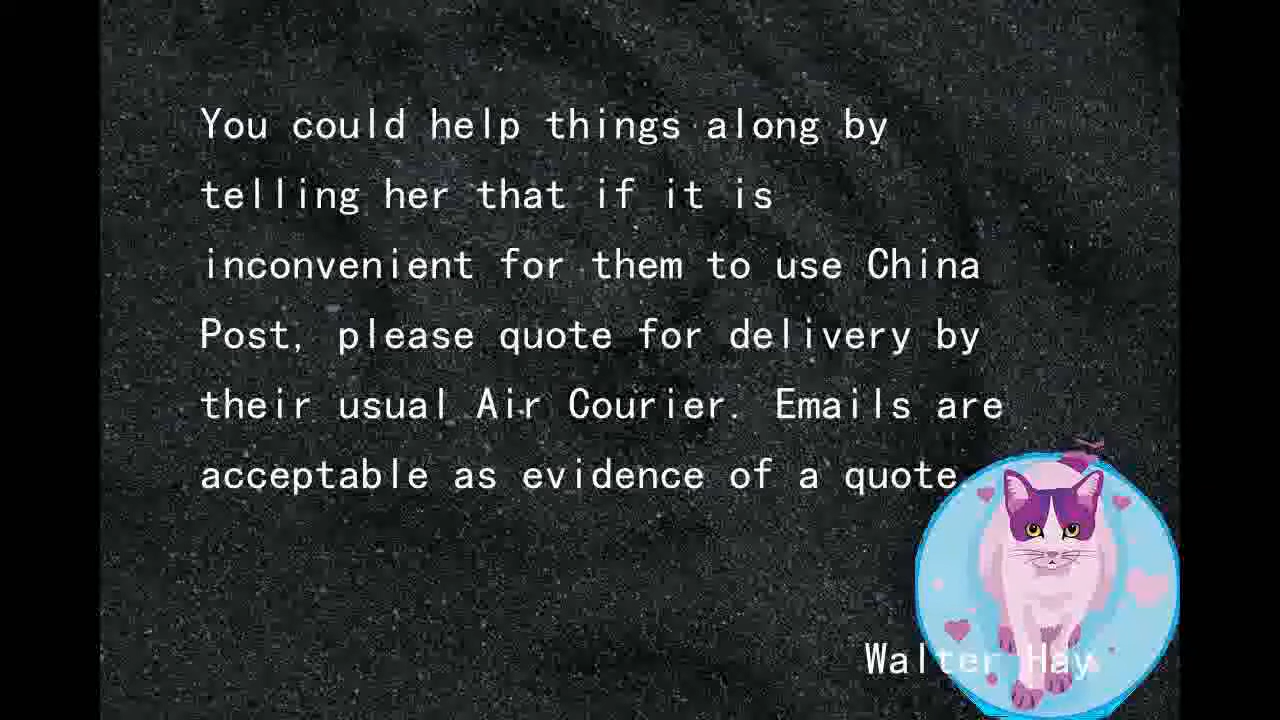 You could help things along by
telling her that if it is
inconvenient for them to use China
Post, please quote for delivery by
their usual Air Courier. Emails are
acceptable as evidence of a quote.
Walter Hay